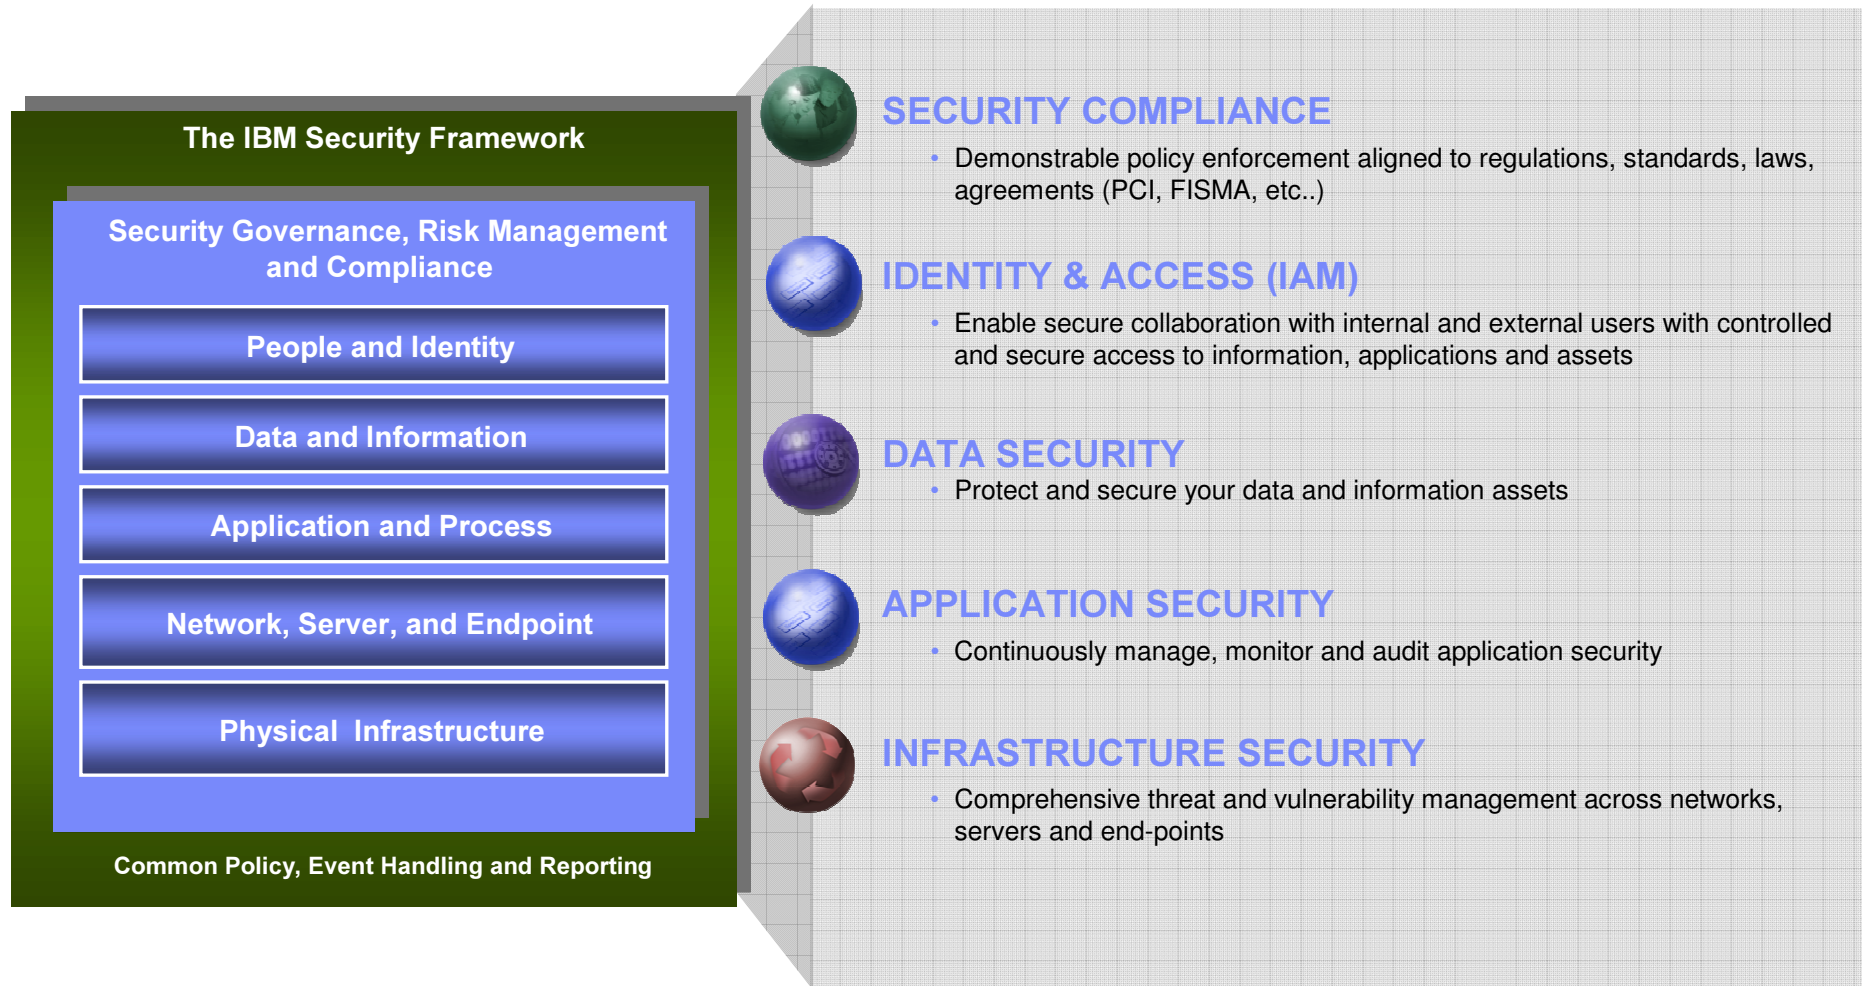 The IBM Security Framework
Security Governance, Risk Management
and Compliance
People and Identity
Data and Information
Application and Process
Network, Server, and Endpoint
Physical  Infrastructure
Common Policy, Event Handling and Reporting
SECURITY COMPLIANCE
• Demonstrable policy enforcement aligned to regulations, standards, laws,
agreements (PCI, FISMA, etc..)
IDENTITY & ACCESS (IAM)
• Enable secure collaboration with internal and external users with controlled
and secure access to information, applications and assets
DATA SECURITY
• Protect and secure your data and information assets
APPLICATION SECURITY
• Continuously manage, monitor and audit application security
INFRASTRUCTURE SECURITY
• Comprehensive threat and vulnerability management across networks,
servers and end-points